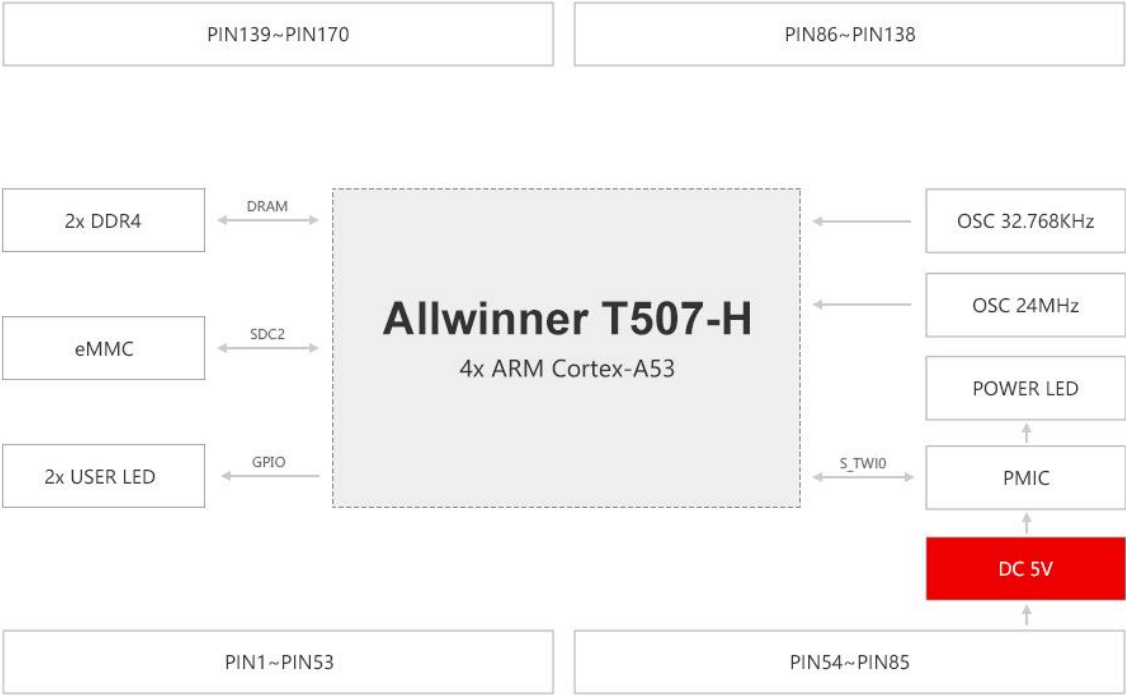 PIN139~PIN170
PIN86~PIN138
2x DDR4
DRAM
OSC 32.768KHz
OSC 24MHz
Allwinner T507-H
4x ARM Cortex-A53
eMMC
SDC2
POWER LED
2x USER LED
GPIO
S_TWI0
PMIC
DC 5V
PIN1~PIN53
PIN54~PIN85